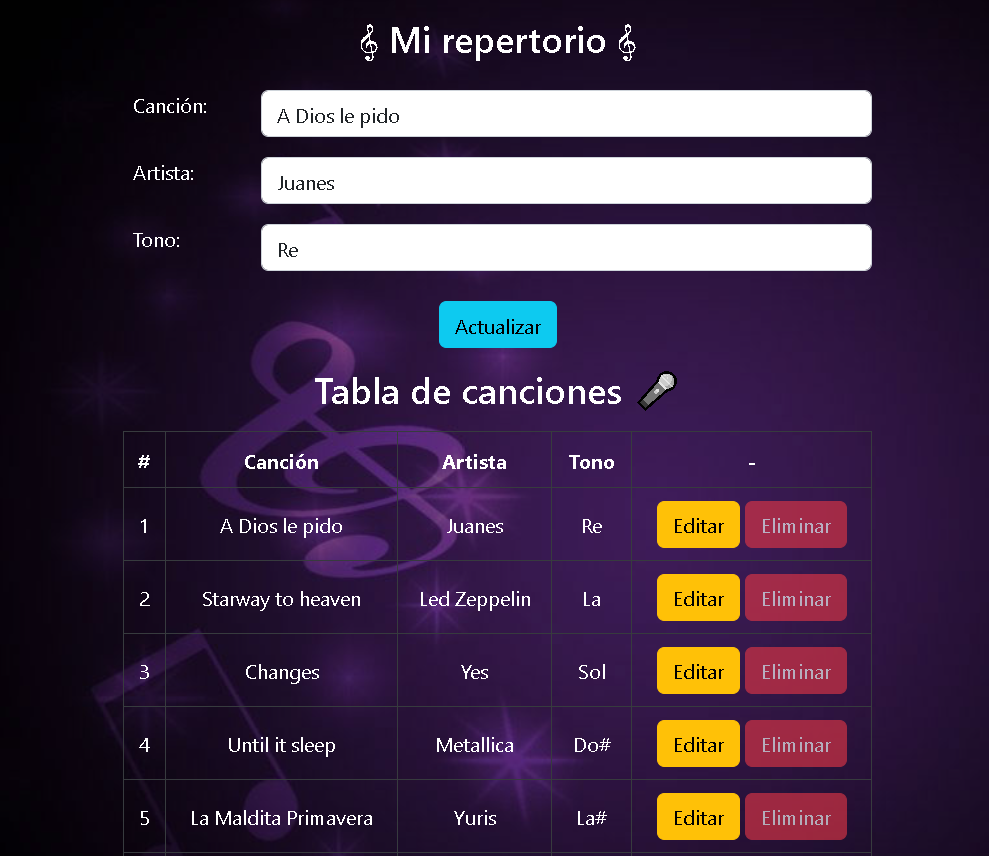 𝄞 Mi repertorio 𝄞
Canción: A Dios le pido
Artista: Juanes
Tono: Re
Actualizar
Tabla de canciones 🎤
# Canción Artista Tono -
1 A Dios le pido Juanes Re Editar Eliminar
2 Starway to heaven Led Zeppelin La Editar Eliminar
3 Changes Yes Sol Editar Eliminar
4 Until it sleep Metallica Do# Editar Eliminar
5 La Maldita Primavera Yuris La# Editar Eliminar